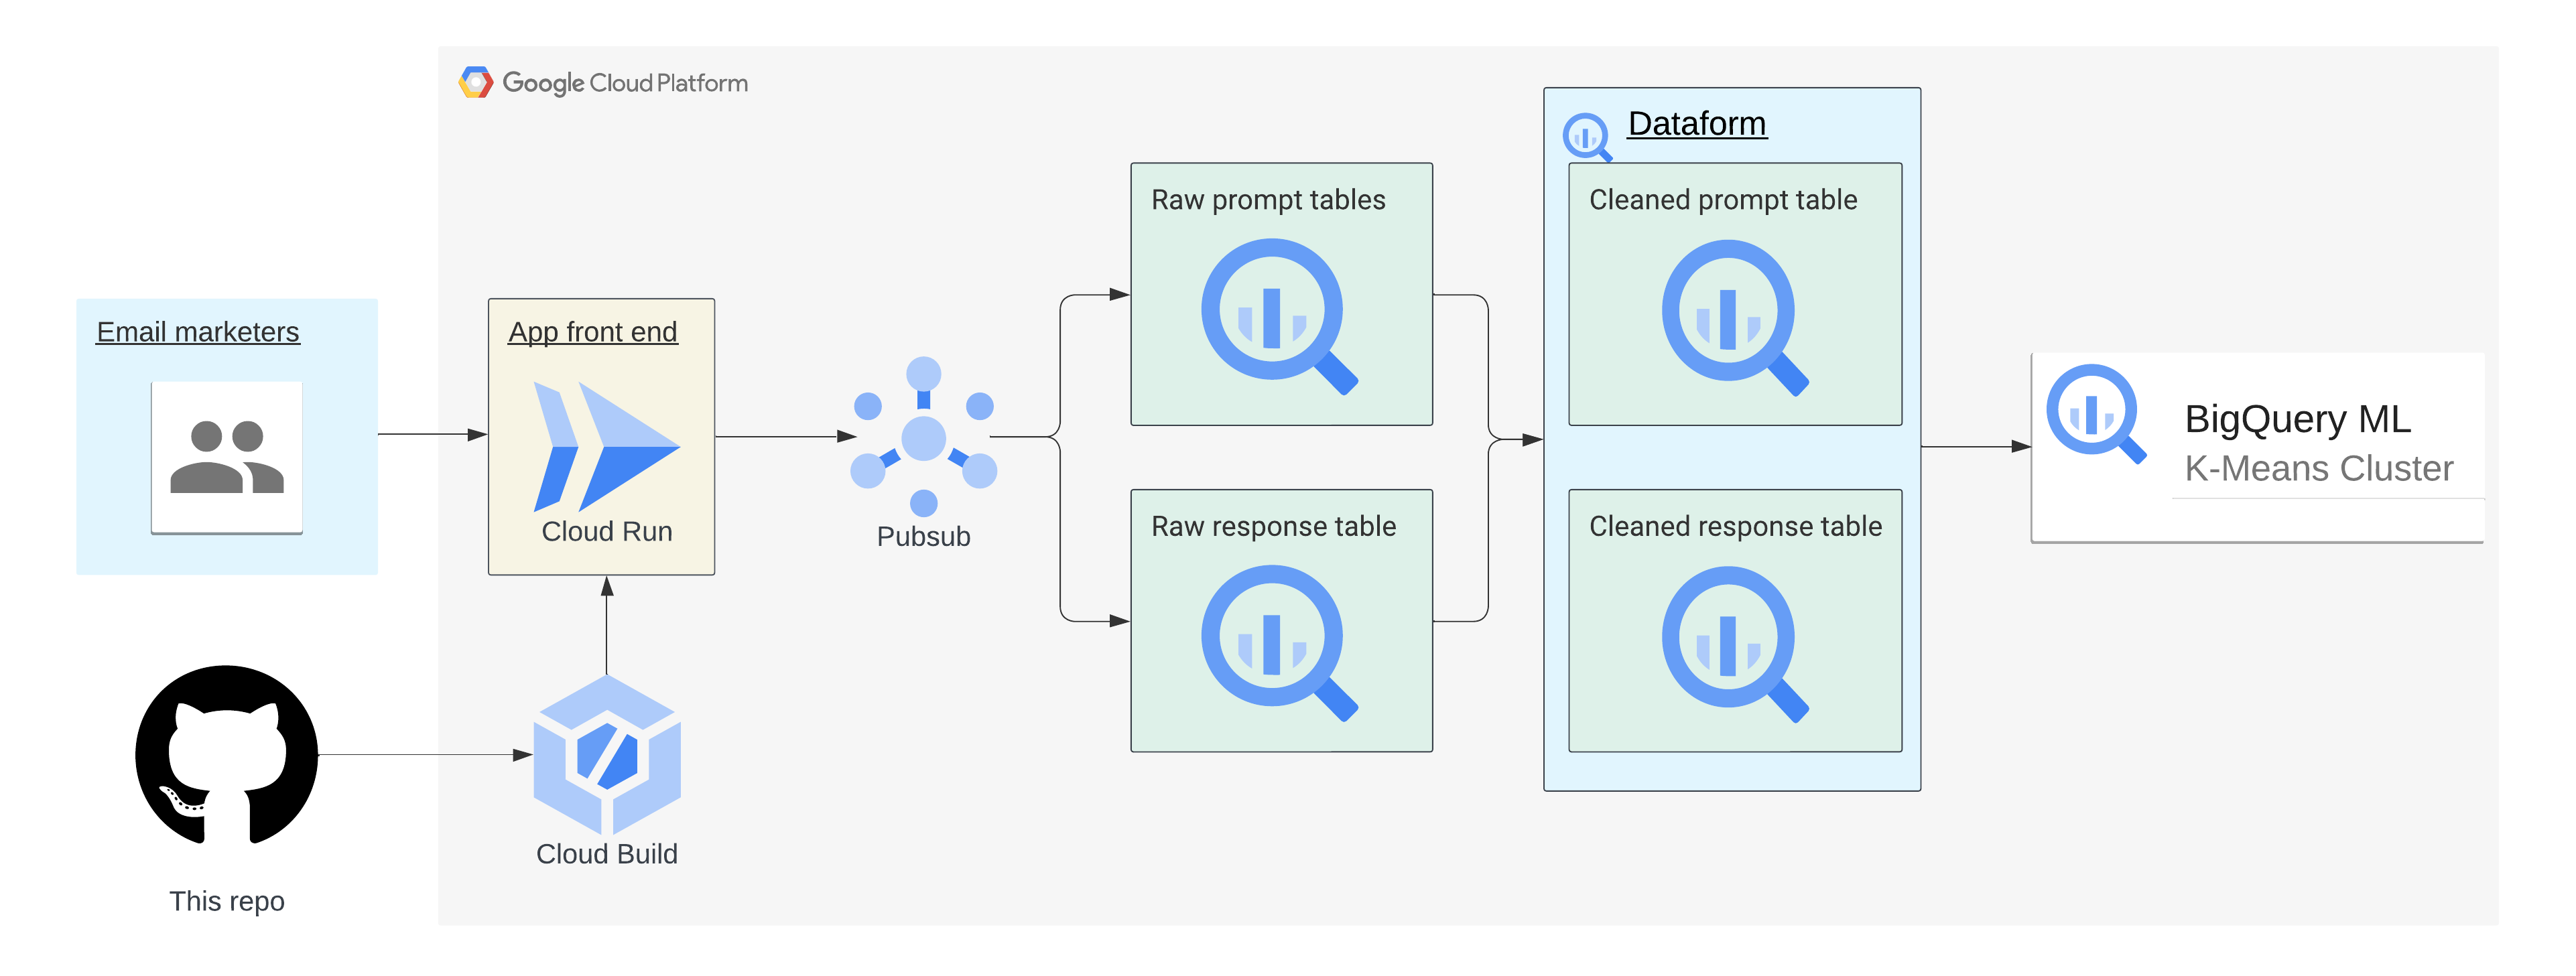 Google Cloud Platform
Dataform
Raw prompt tables
Cleaned prompt table
Email marketers
App front end
Cloud Run
Pubsub
BigQuery ML
K-Means Cluster
Raw response table
Cleaned response table
Cloud Build
This repo